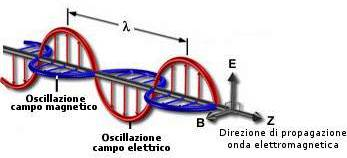 λ
E
Oscillazione
campo magnetico
B
Z
Oscillazione
campo elettrico
Direzione di propagazione
onda elettromagnetica